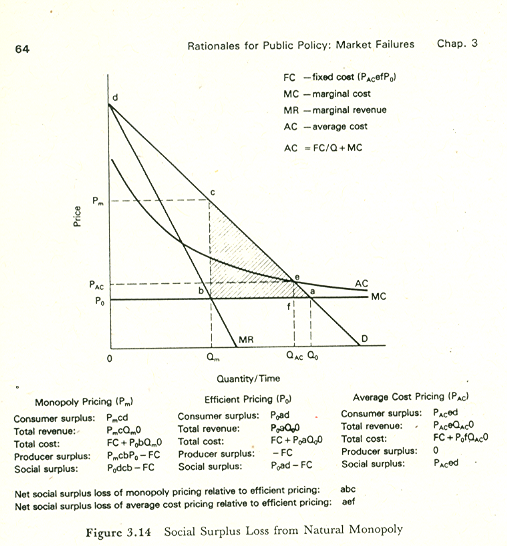 64
Rationales for Public Policy: Market Failures Chap. 3
FC — fixed cost (PACefP0)
MC — marginal cost
MR — marginal revenue
AC — average cost
AC = FC/Q + MC
d
c
Pm
Price
e
PAC
AC
b
a
P0
MC
f
MR
D
0
Qm
QAC Q0
Quantity/Time
Monopoly Pricing (Pm)
Consumer surplus: Pmcd
Total revenue: PmcQm0
Total cost: FC + P0bQm0
Producer surplus: PmcbP0 – FC
Social surplus: P0dcb – FC
Efficient Pricing (P0)
Consumer surplus: P0ad
Total revenue: P0aQ00
Total cost: FC + P0aQ00
Producer surplus: – FC
Social surplus: P0ad – FC
Average Cost Pricing (PAC)
Consumer surplus: PACed
Total revenue: PACeQAC0
Total cost: FC + P0fQAC0
Producer surplus: 0
Social surplus: PACed
Net social surplus loss of monopoly pricing relative to efficient pricing: abc
Net social surplus loss of average cost pricing relative to efficient pricing: aef
Figure 3.14 Social Surplus Loss from Natural Monopoly